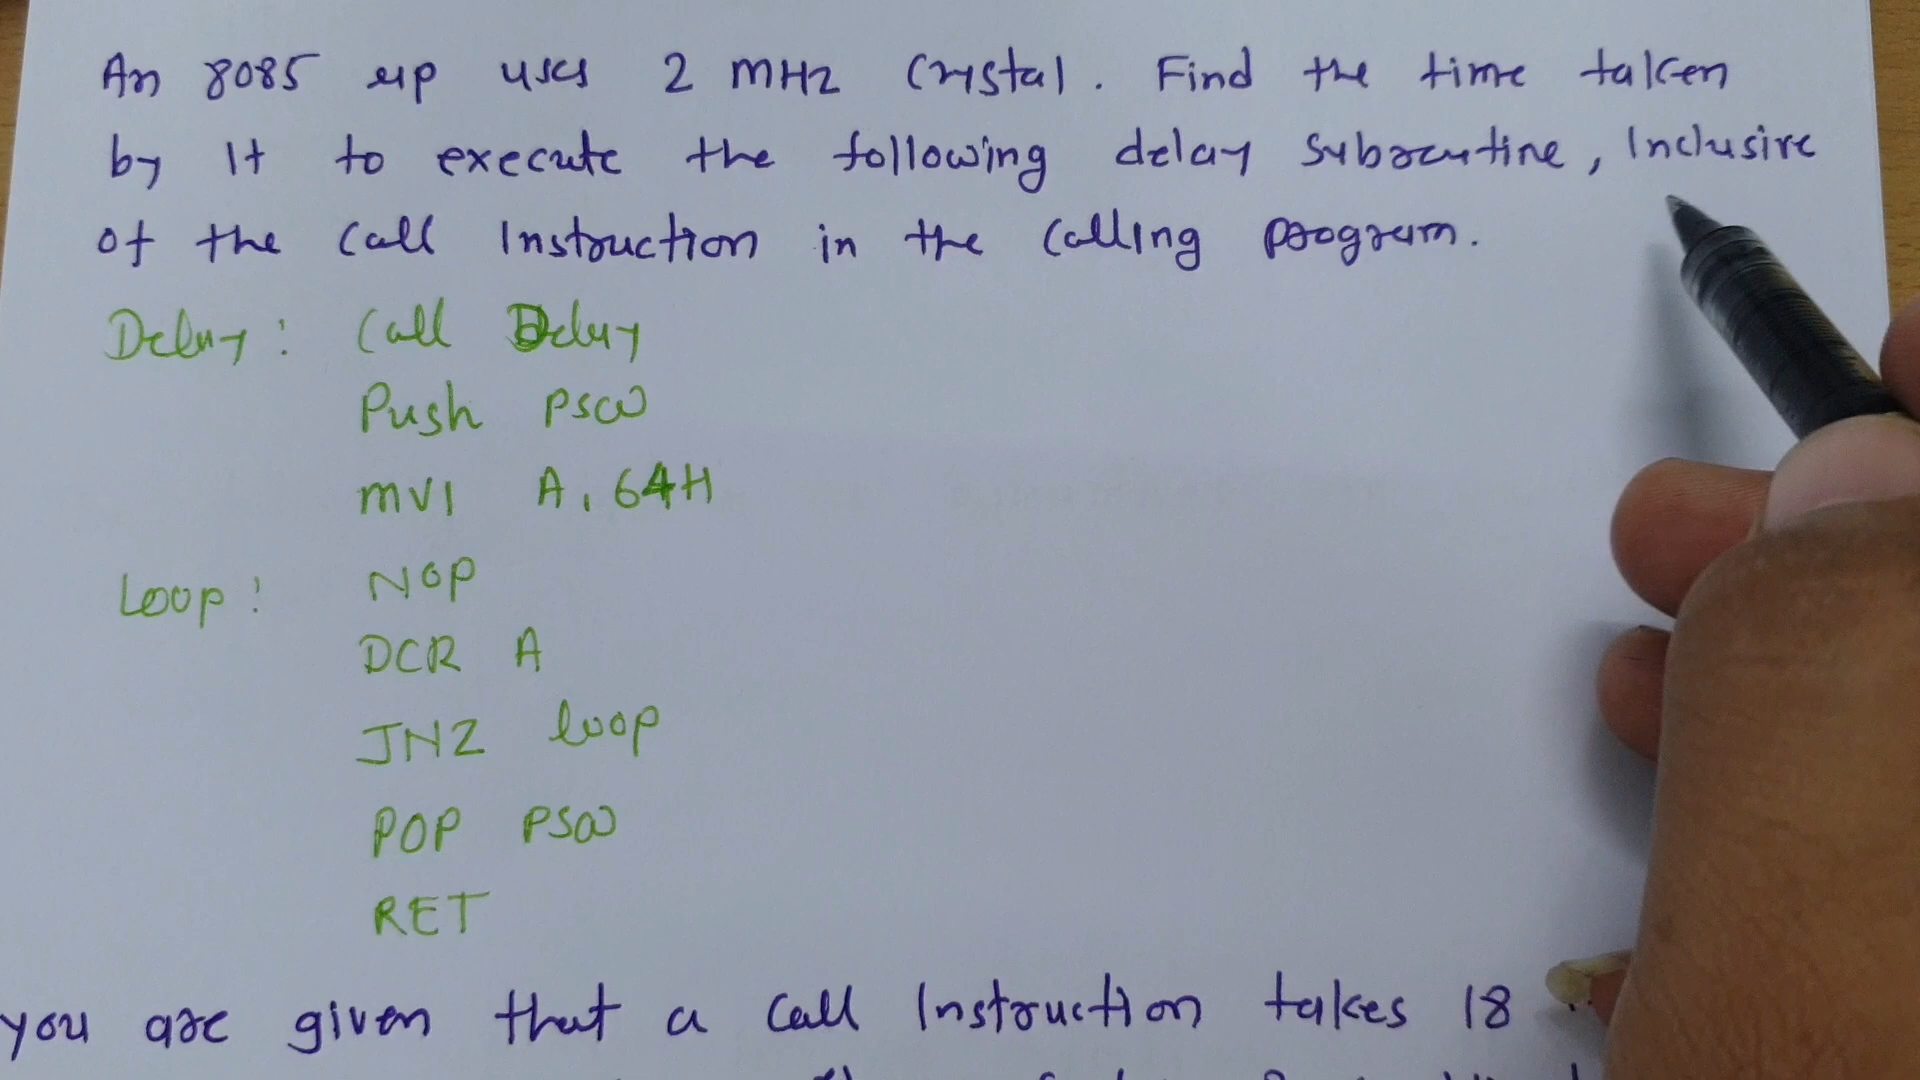 An 8085 µp uses 2 MHz Crystal. Find the time taken
by It to execute the following delay Subroutine, Inclusive
of the Call Instruction in the Calling program.
Delay: Call Delay
Push PSW
MVI A, 64H
Loop: NOP
DCR A
JNZ loop
POP PSW
RET
you are given that a Call Instruction takes 18